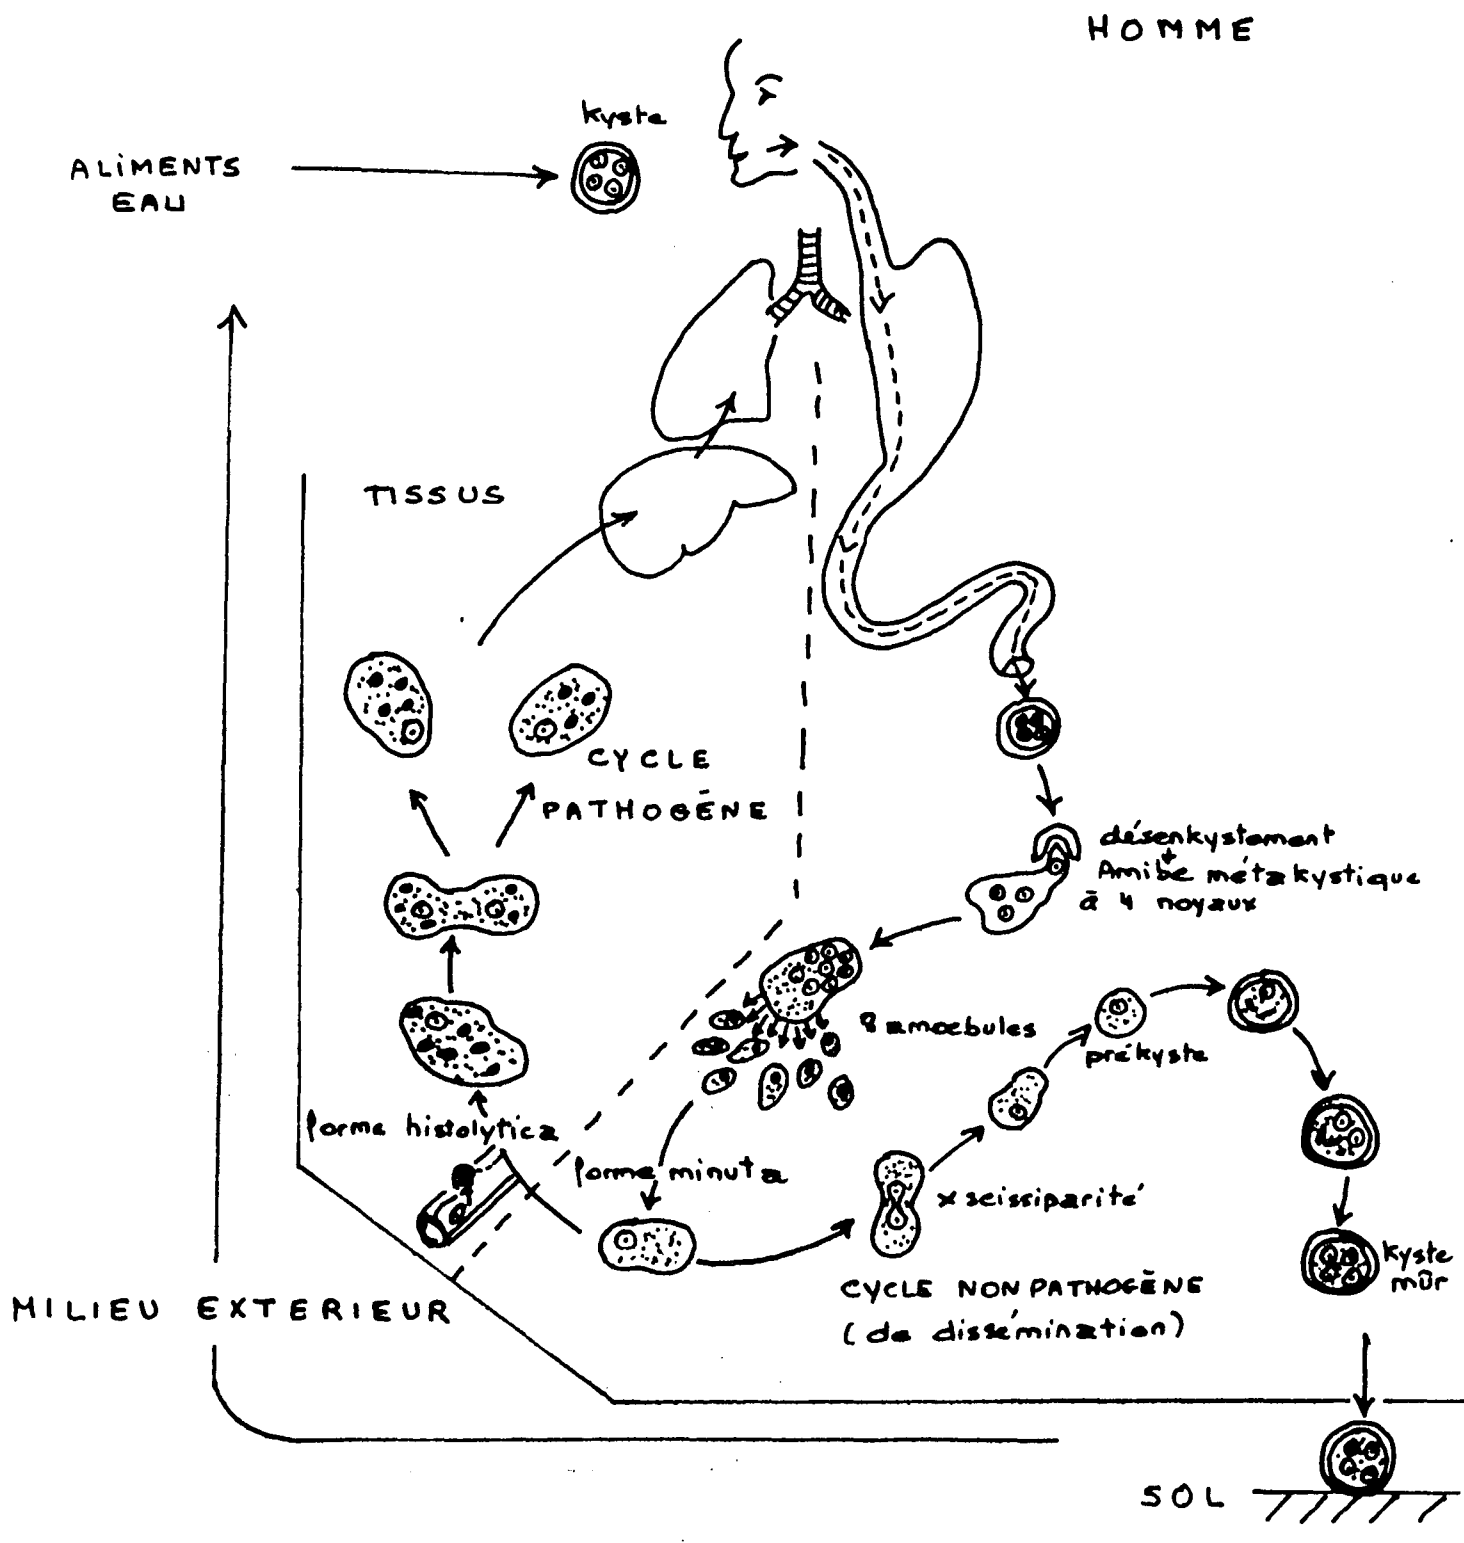 HOMME
kyste
ALIMENTS
EAU
TISSUS
CYCLE
PATHOGÈNE
désenkystement
+
Amibe métakystique
à 4 noyaux
8 amoebules
prékyste
forme histolytica
forme minuta
x scissiparité
kyste
mûr
CYCLE NON PATHOGÈNE
(de dissémination)
MILIEU EXTERIEUR
SOL